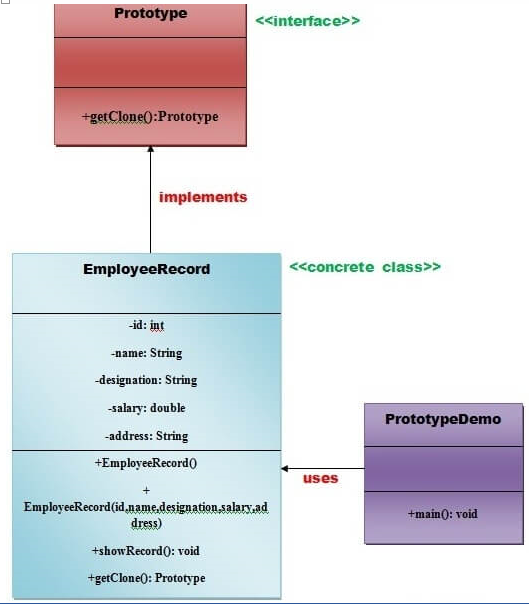 Prototype
<<interface>>
+getClone():Prototype
implements
EmployeeRecord
<<concrete class>>
-id: int
-name: String
-designation: String
-salary: double
-address: String
+EmployeeRecord()
+
EmployeeRecord(id,name,designation,salary,ad
dress)
+showRecord(): void
+getClone(): Prototype
uses
PrototypeDemo
+main(): void